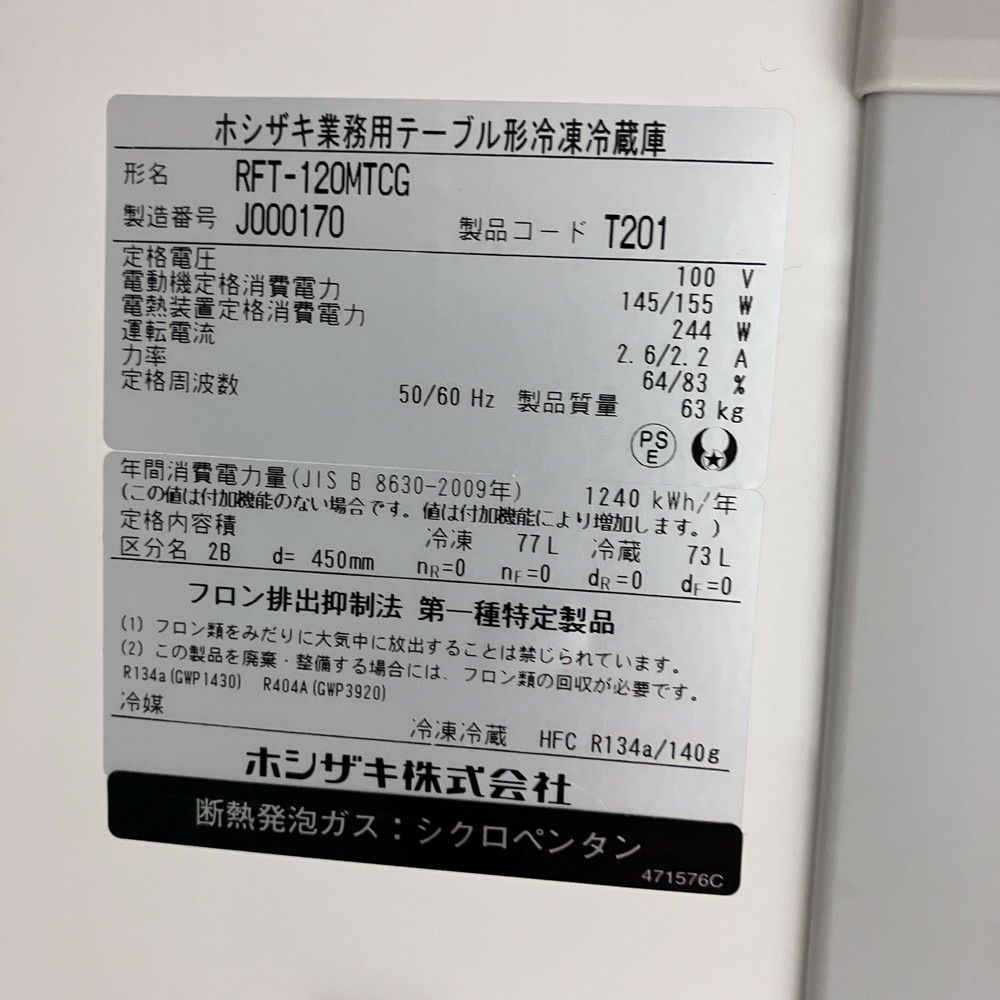 ホシザキ業務用テーブル形冷凍冷蔵庫
形名 RFT-120MTCG
製造番号 J000170 製品コード T201
定格電圧 100 V
電動機定格消費電力 145/155 W
電熱装置定格消費電力 244 W
運転電流 2.6/2.2 A
力率 64/83 %
定格周波数 50/60 Hz 製品質量 63 kg
PS E
年間消費電力量(JIS B 8630-2009年) 1240 kWh/年
(この値は付加機能のない場合です。値は付加機能により増加します。)
定格内容積 冷凍 77 L 冷蔵 73 L
区分名 2B d= 450mm nR=0 nF=0 dR=0 dF=0
フロン排出抑制法 第一種特定製品
(1) フロン類をみだりに大気中に放出することは禁じられています。
(2) この製品を廃棄・整備する場合には、フロン類の回収が必要です。
R134a(GWP1430) R404A(GWP3920)
冷媒
冷凍冷蔵 HFC R134a/140g
ホシザキ株式会社
断熱発泡ガス：シクロペンタン
471576C